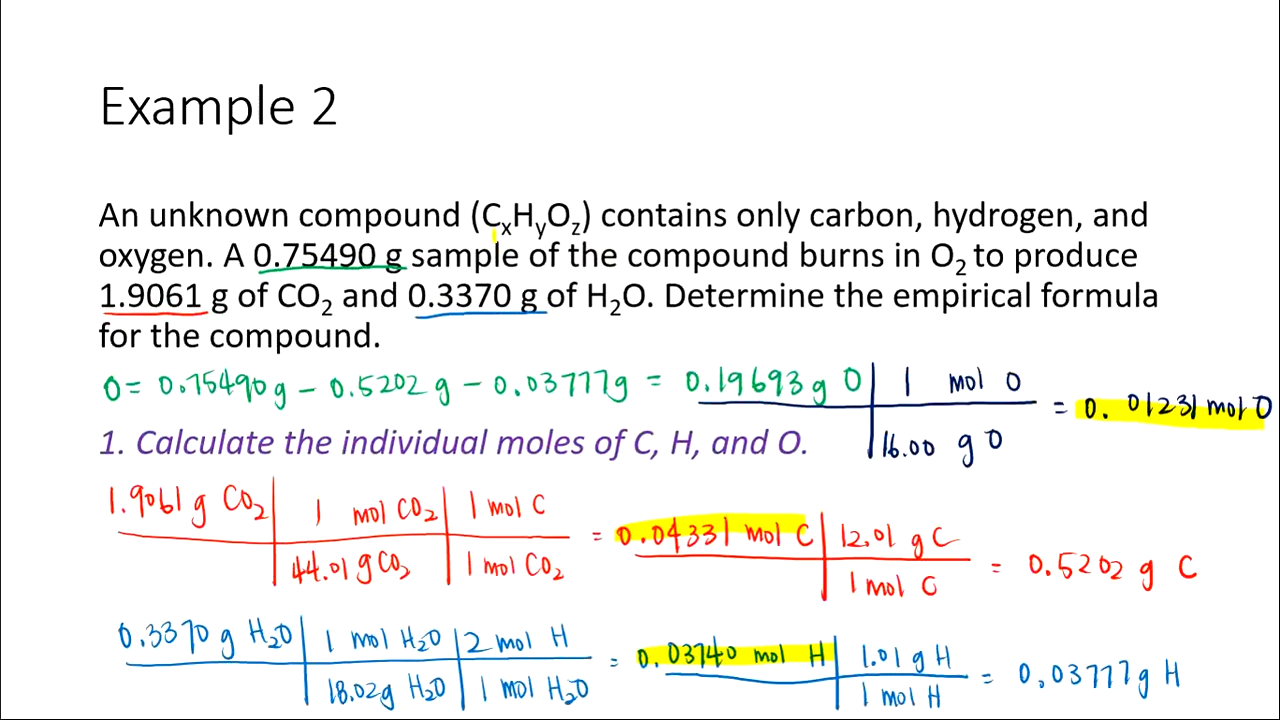 Example 2
An unknown compound (CₓHᵧO_z) contains only carbon, hydrogen, and
oxygen. A 0.75490 g sample of the compound burns in O₂ to produce
1.9061 g of CO₂ and 0.3370 g of H₂O. Determine the empirical formula
for the compound.
O = 0.75490g - 0.5202 g - 0.03777g = 0.19693 g O | 1 mol O
16.00 g O
= 0.01231 mol O
1. Calculate the individual moles of C, H, and O.
1.9061 g CO₂ | 1 mol CO₂ | 1 mol C
44.01 g CO₂ | 1 mol CO₂
= 0.04331 mol C | 12.01 g C
1 mol C
= 0.5202 g C
0.3370 g H₂O | 1 mol H₂O | 2 mol H
18.02g H₂O | 1 mol H₂O
= 0.03740 mol H | 1.01 g H
1 mol H
= 0.03777g H